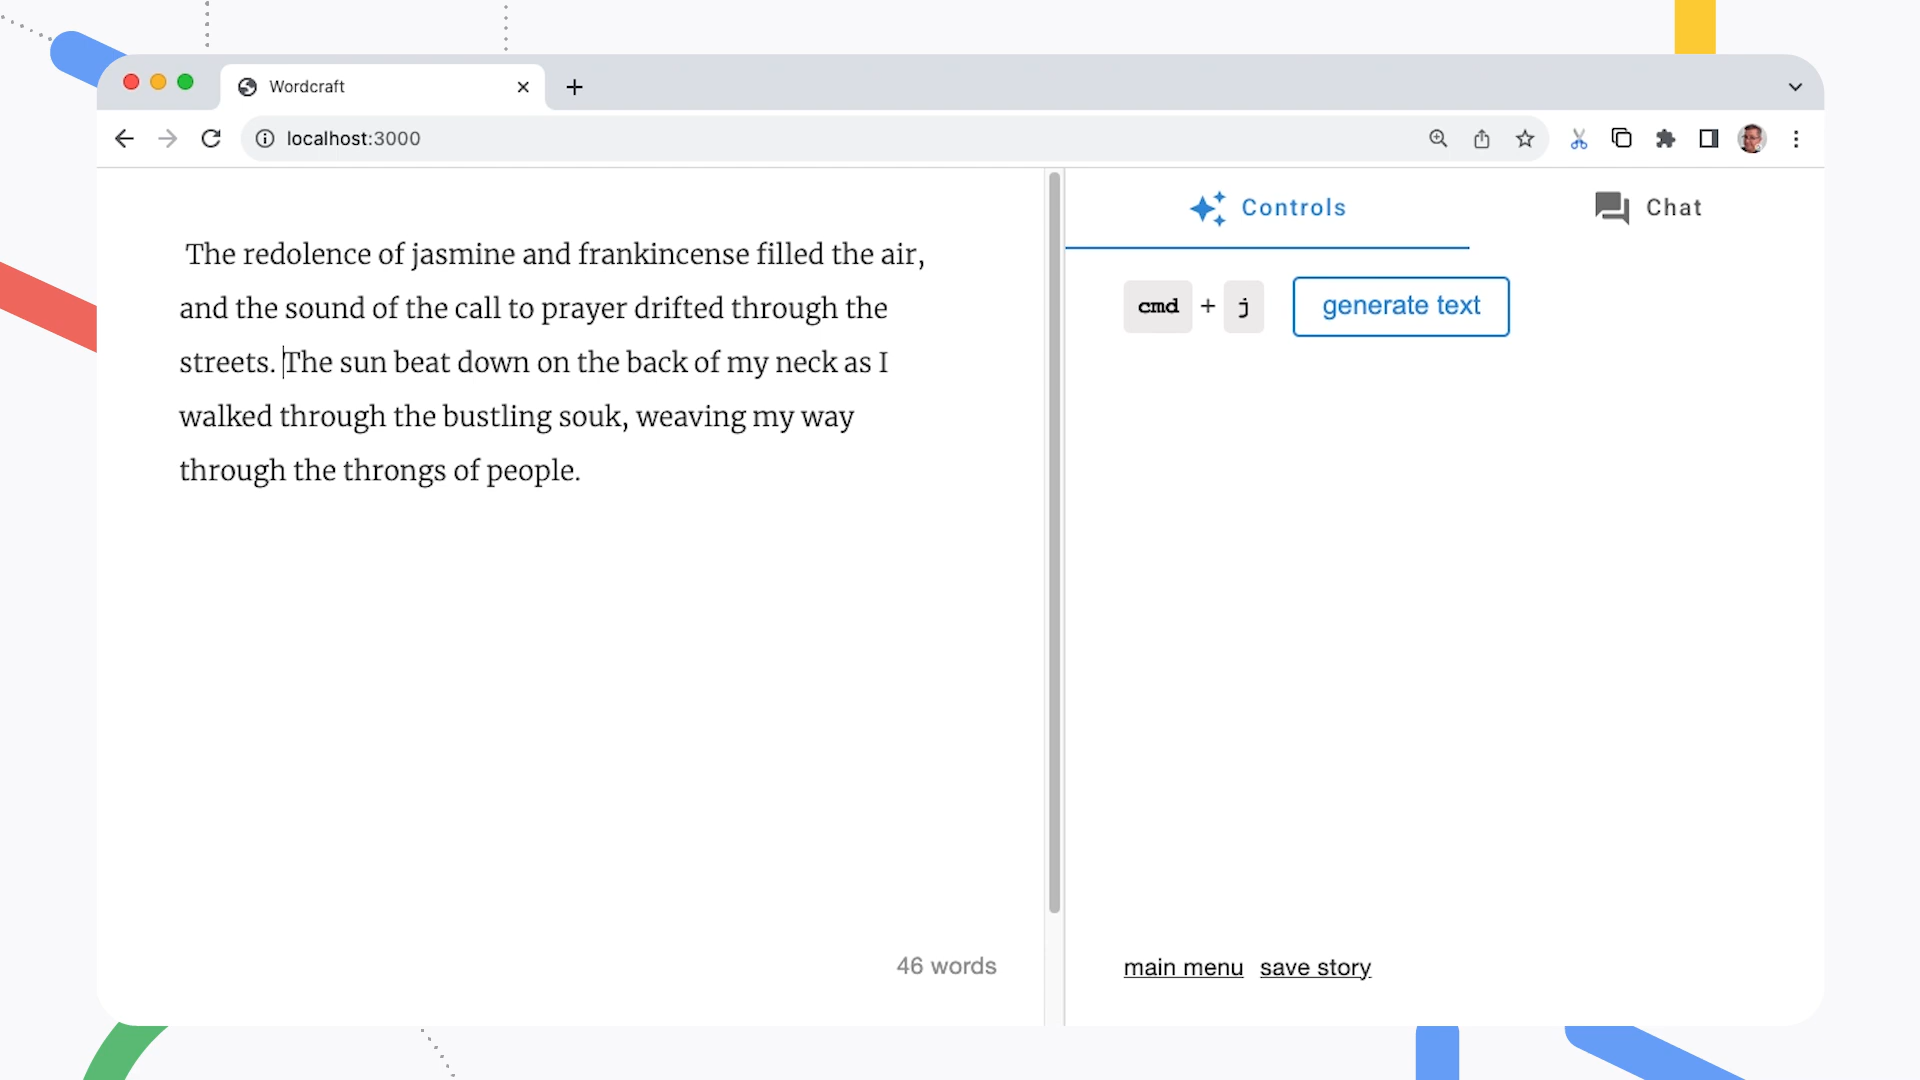 Wordcraft
localhost:3000
The redolence of jasmine and frankincense filled the air,
and the sound of the call to prayer drifted through the
streets. The sun beat down on the back of my neck as I
walked through the bustling souk, weaving my way
through the throngs of people.
46 words
Controls
Chat
cmd + j
generate text
main menu save story